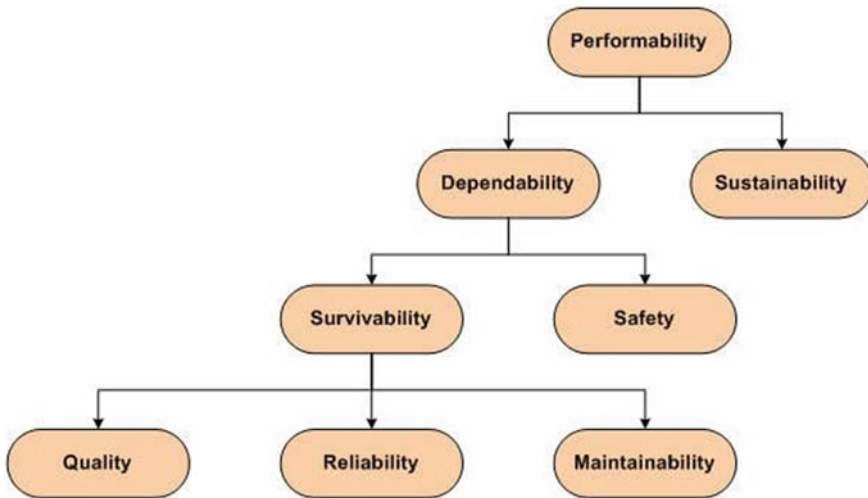 Performability
Dependability
Sustainability
Survivability
Safety
Quality
Reliability
Maintainability